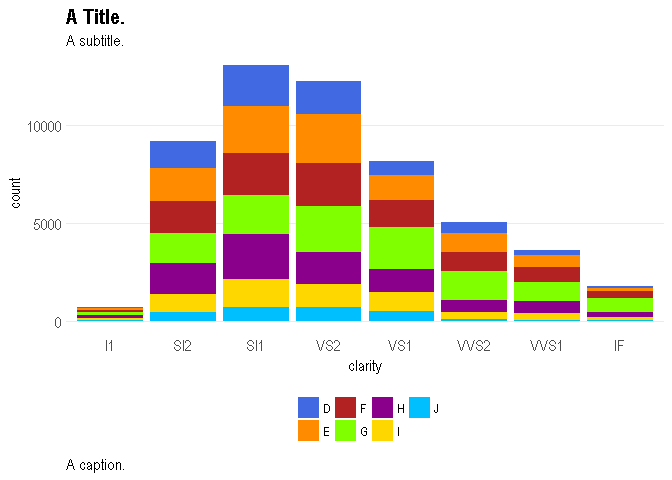 A Title.
A subtitle.
count
10000
5000
0
I1 SI2 SI1 VS2 VS1 VVS2 VVS1 IF
clarity
D F H J
E G I
A caption.